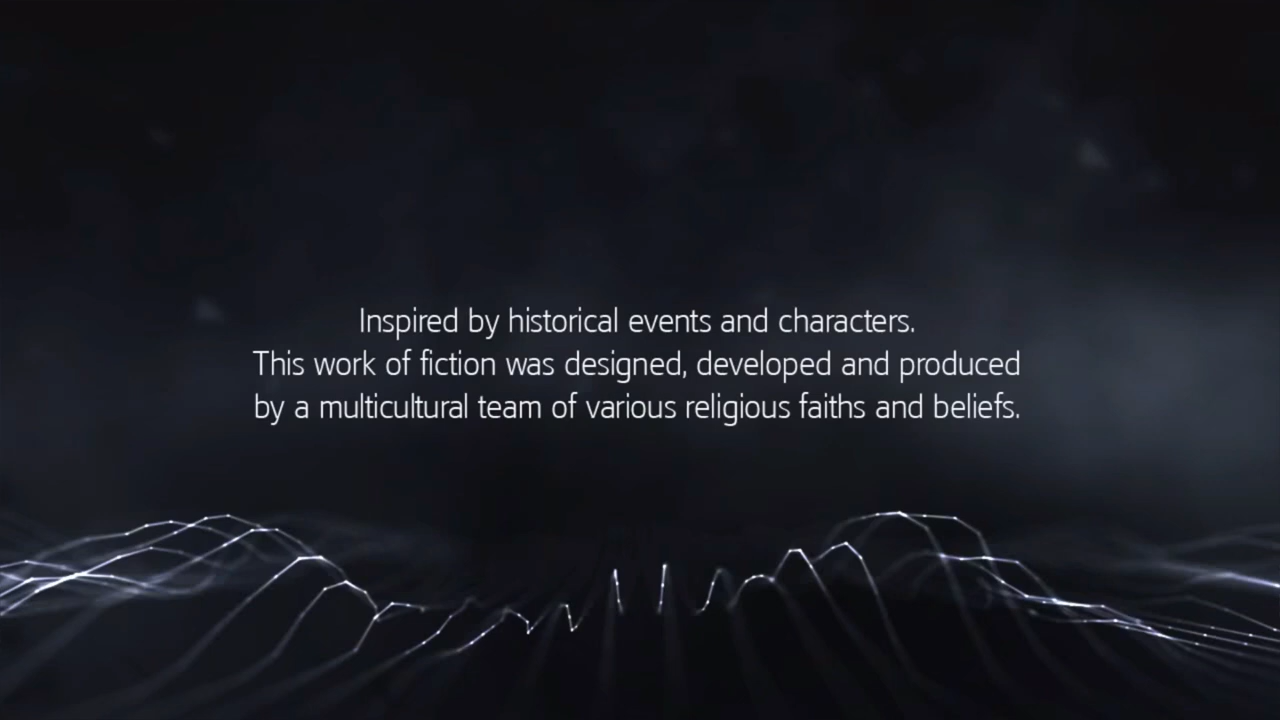 Inspired by historical events and characters.
This work of fiction was designed, developed and produced
by a multicultural team of various religious faiths and beliefs.